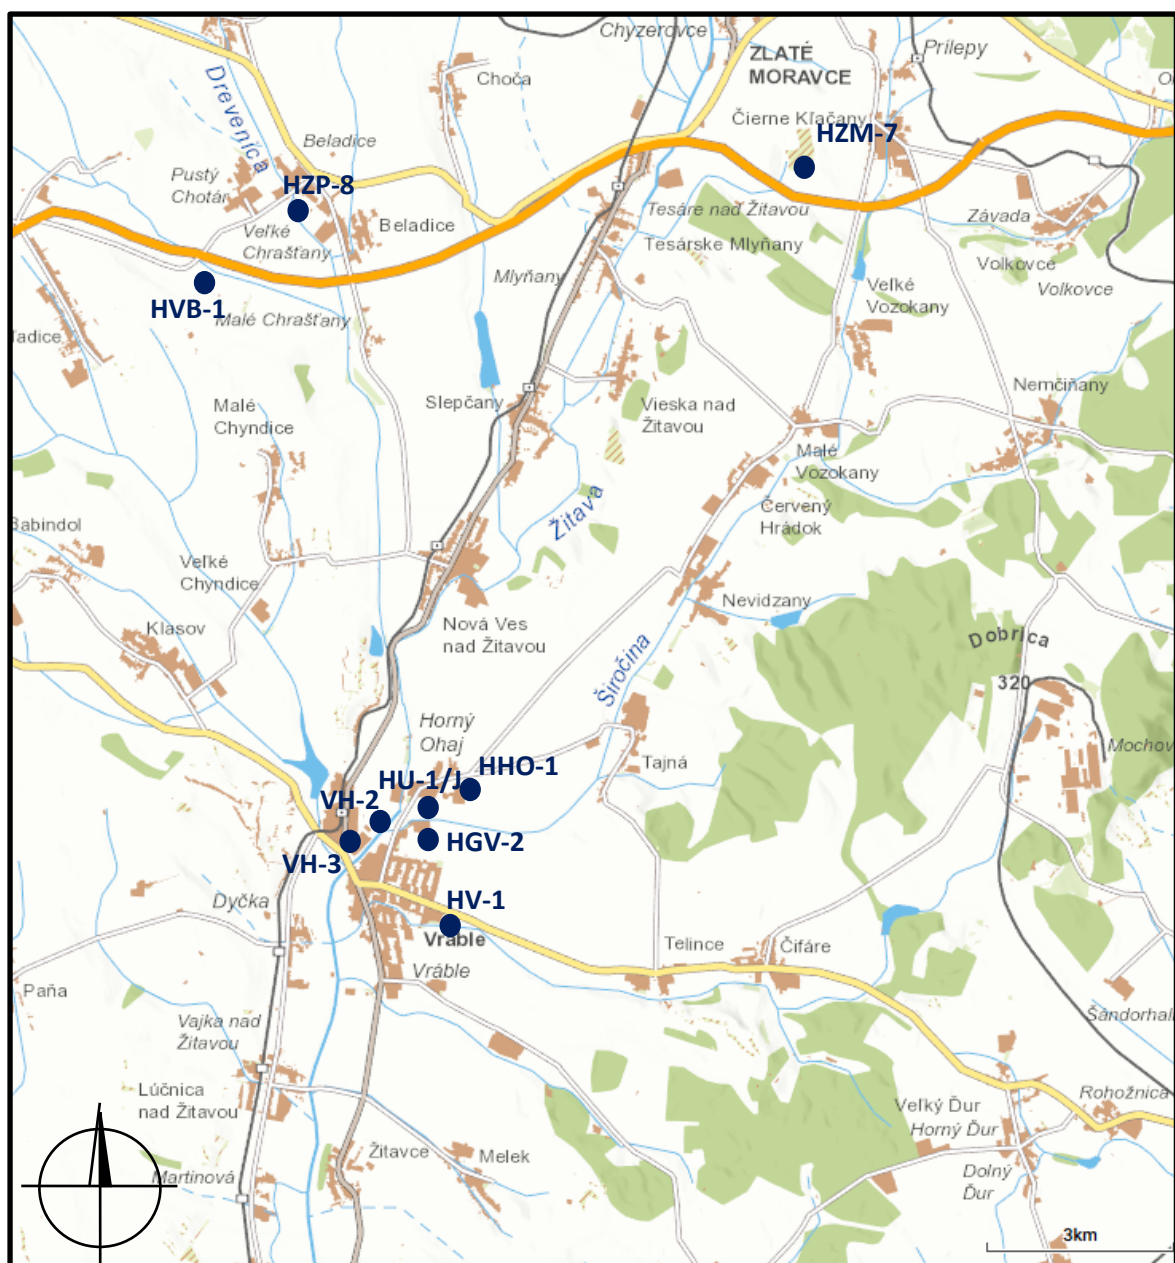 Chyzerovce
Prílepy
ZLATÉ
MORAVCE
Choča
Drevenica
Beladice
Čierne Kľačany
HZM-7
Pustý
Chotár
HZP-8
Beladice
Veľké
Chrašťany
Tesáre nad Žitavou
Tesárske Mlyňany
Závada
Volkovce
Volkovce
Mlyňany
HVB-1
Malé Chrašťany
Veľké
Vozokany
ladice
Nemčiňany
Malé
Chyndice
Slepčany
Vieska nad
Žitavou
Malé
Vozokany
Žitava
Červený
Hrádok
Babindol
Veľké
Chyndice
Nevidzany
Klasov
Nová Ves
nad Žitavou
Dobrica
320
Širočina
Horný
Ohaj
Tajná
Mochov
HHO-1
HU-1/J
VH-2
HGV-2
VH-3
Dyčka
HV-1
Vráble
Telince
Čifáre
Vráble
Paňa
Vajka nad
Žitavou
Šándorhal
Lúčnica
nad Žitavou
Rohožnica
Veľký Ďur
Horný Ďur
Žitavce
Melek
Martinová
Dolný
Ďur
3km